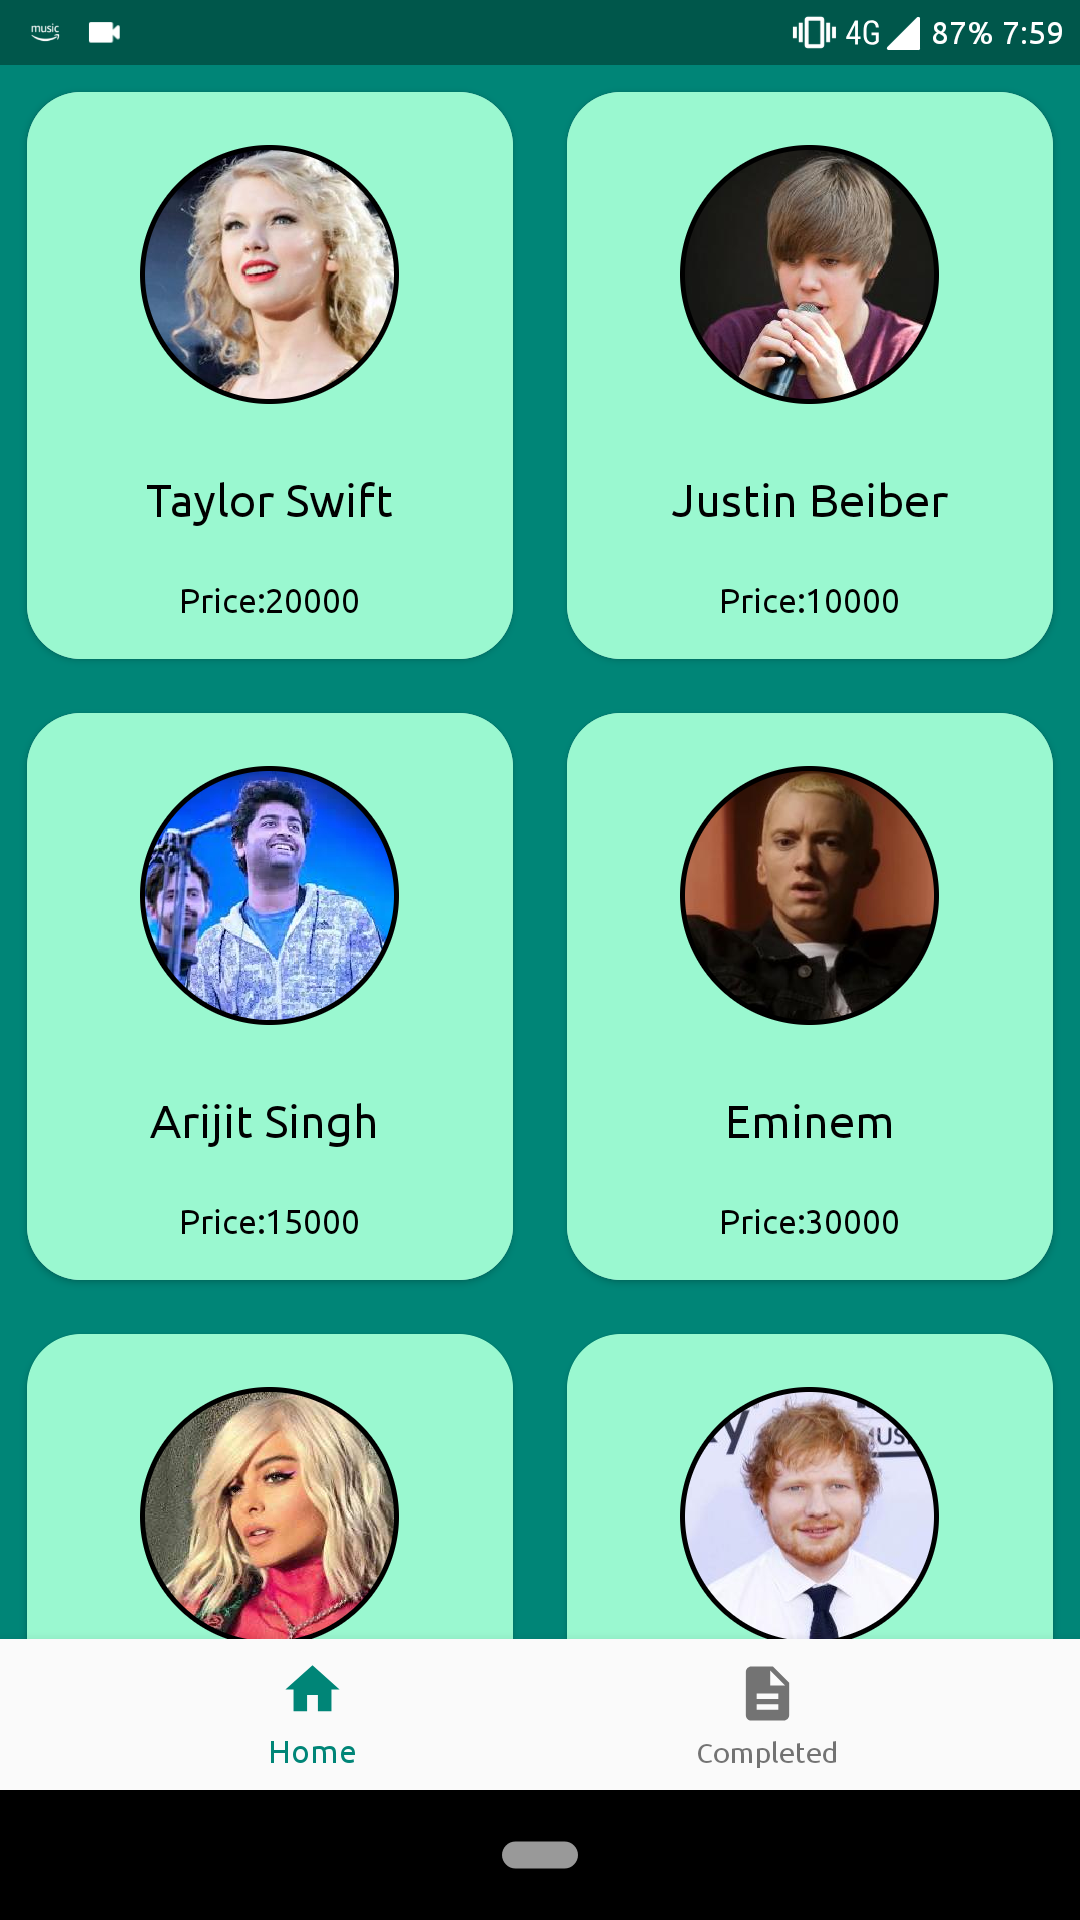 music 4G 87% 7:59
Taylor Swift Justin Beiber
Price:20000 Price:10000
Arijit Singh Eminem
Price:15000 Price:30000
y MUS
Home Completed